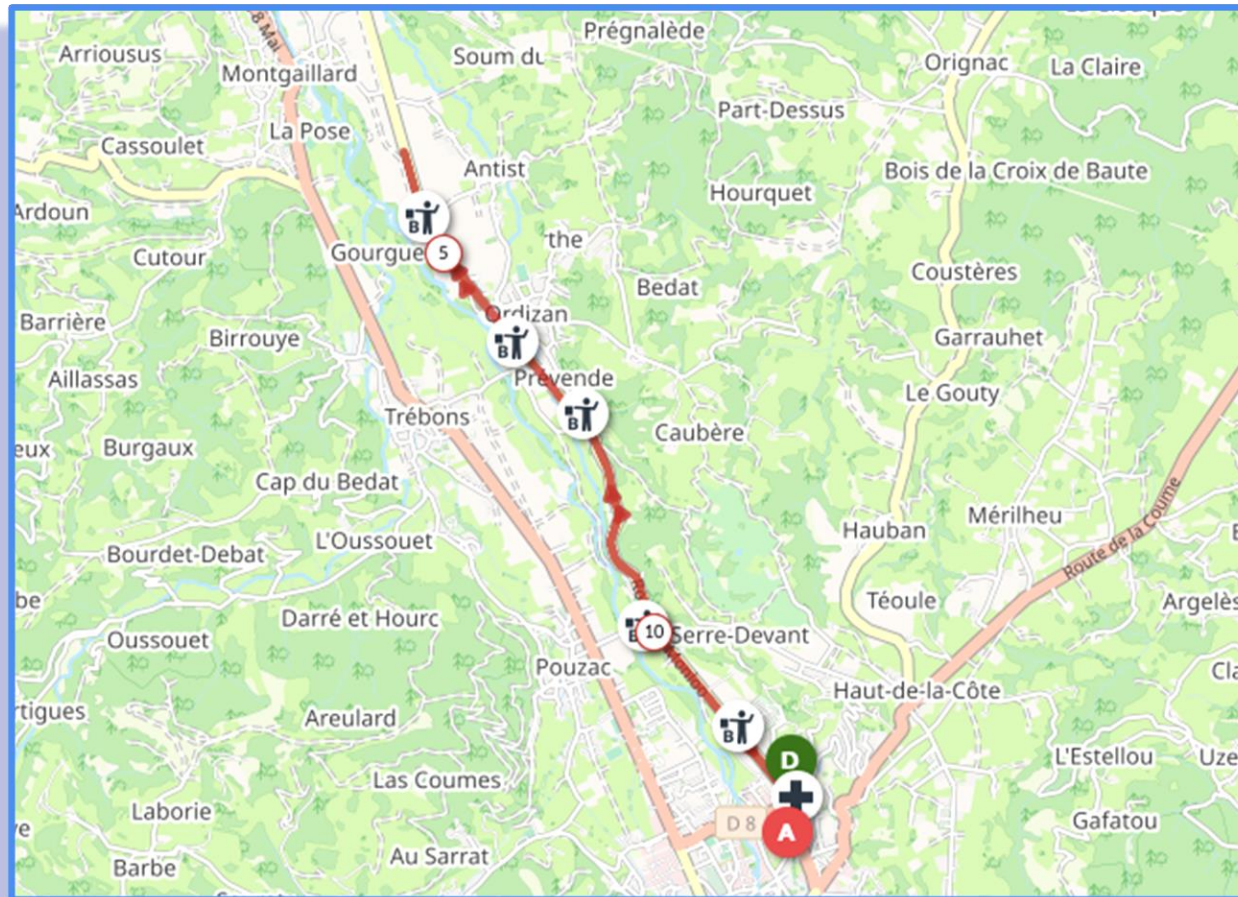 8 Mai
Prégnalède
Arriousus
Soum du
Orignac
La Claire
Montgaillard
Part-Dessus
La Pose
Cassoulet
Antist
Bois de la Croix de Baute
Hourquet
Ardoun
the
Gourgue
Cutour
B
5
Coustères
Bedat
Ordizan
Barrière
Birrouye
Garrauhet
B
Aillassas
Prévende
Le Gouty
Trébons
B
Caubère
eux
Burgaux
Cap du Bedat
Route de la Coume
Mérilheu
Hauban
L'Oussouet
Bourdet-Debat
be
Téoule
Argelès
Darré et Hourc
Oussouet
10
Serre-Devant
Pouzac
Cla
Haut-de-la-Côte
rtigues
Areulard
B
D
L'Estellou
Uze
Las Coumes
Laborie
D 8
A
Gafatou
ve
Au Sarrat
Barbe